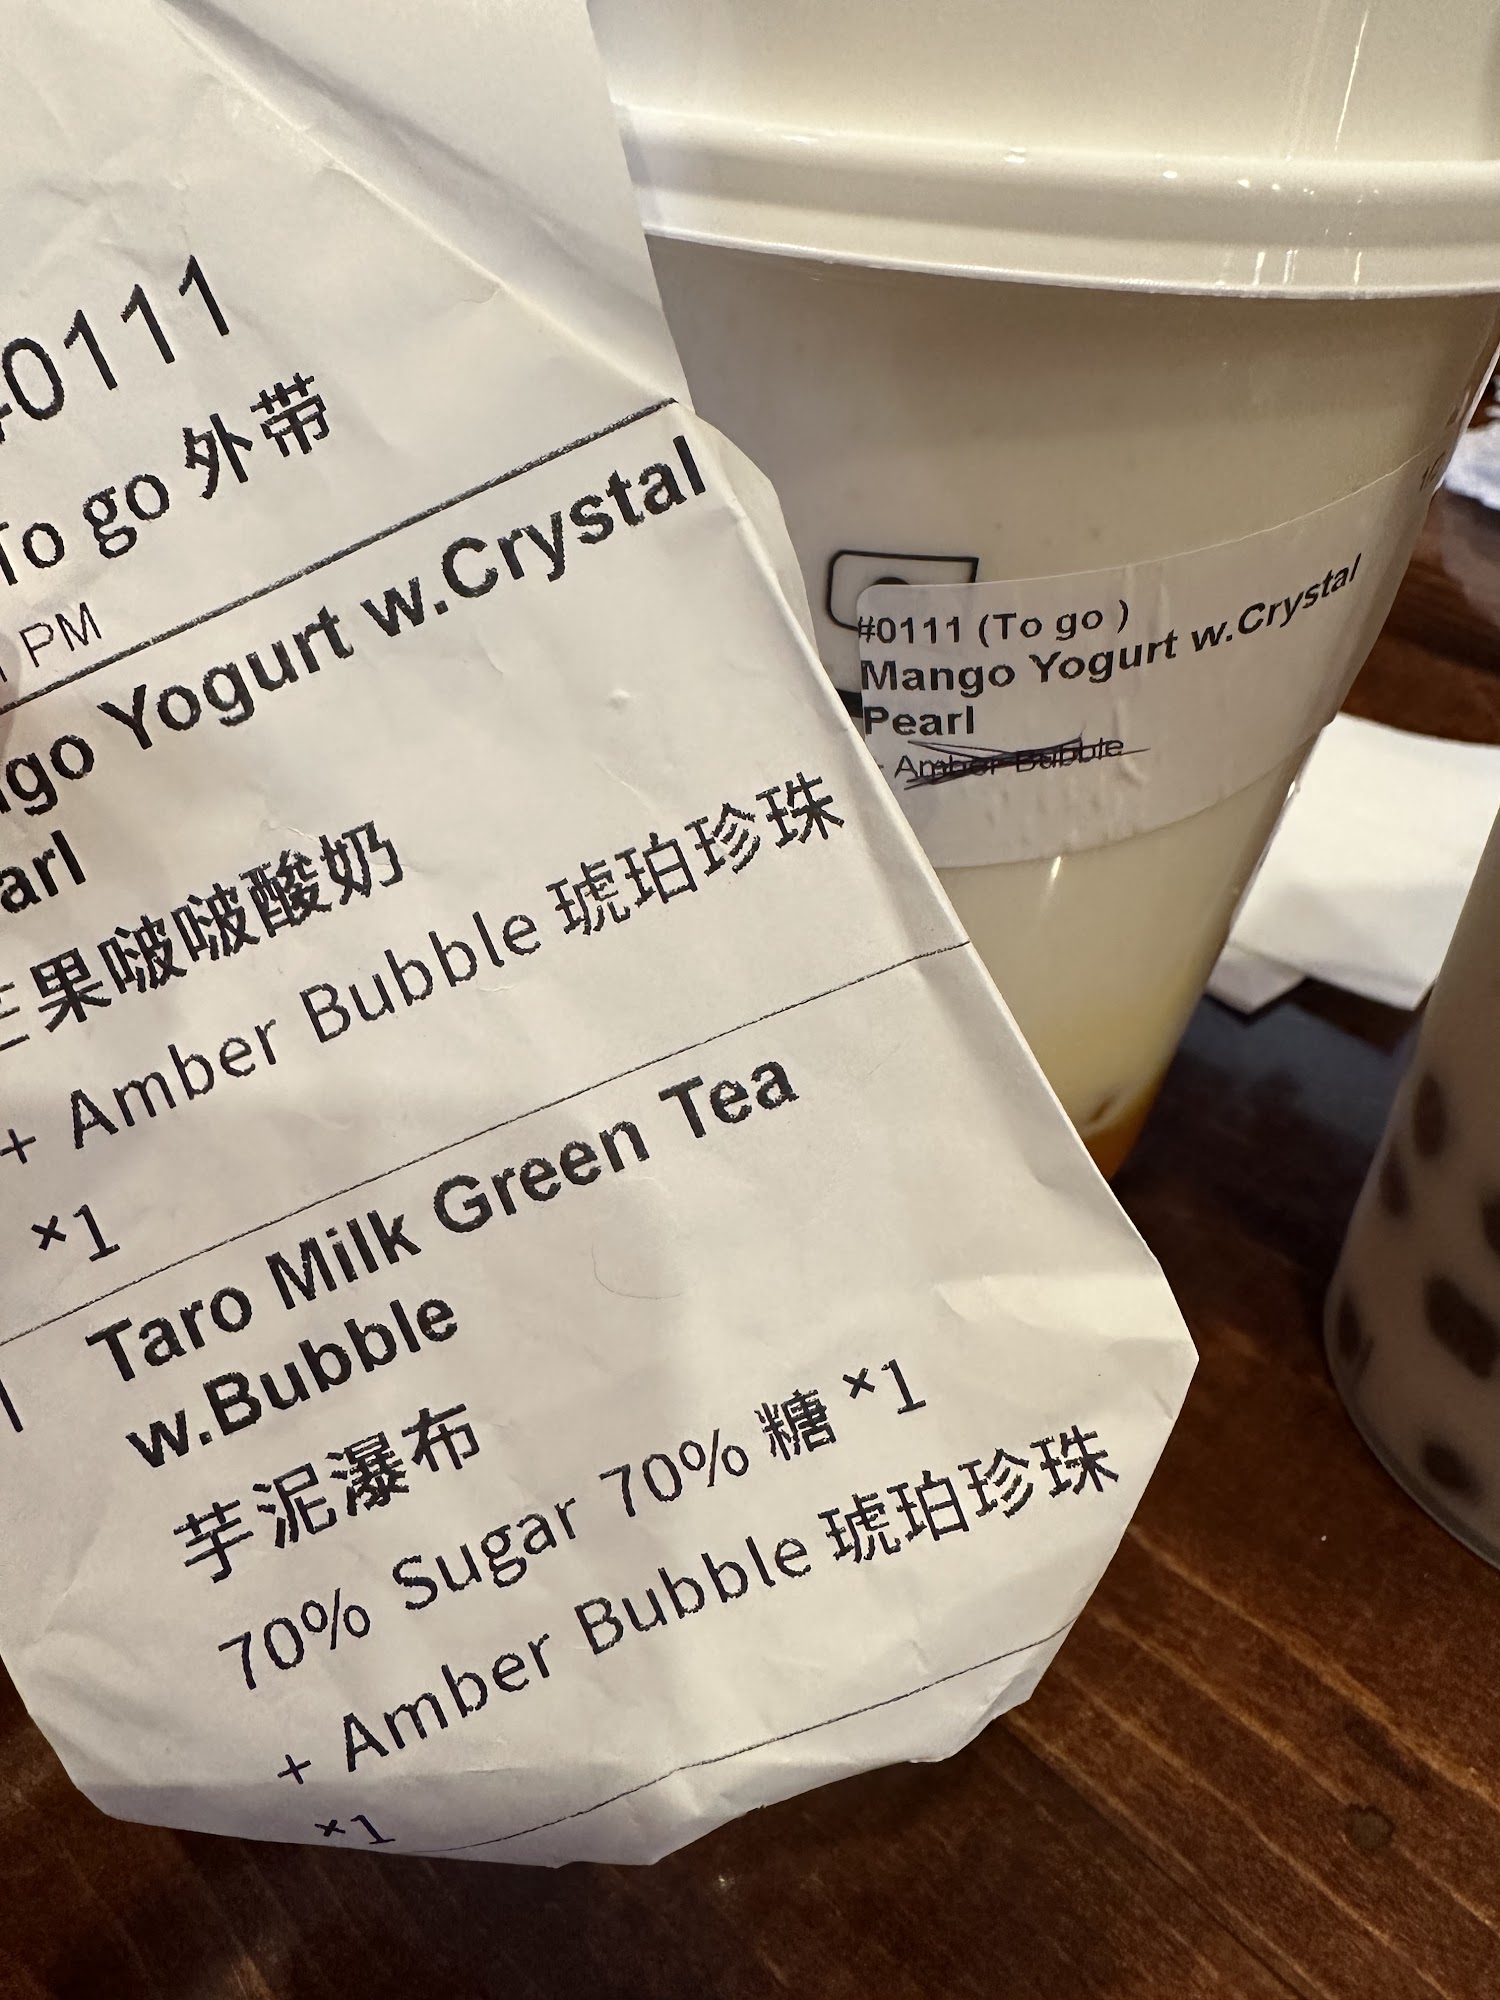 #0111
To go 外带
PM
Yogurt w.Crystal
果啵啵酸奶
+ Amber Bubble 琥珀珍珠
×1
Taro Milk Green Tea
w.Bubble
芋泥瀑布
70% Sugar 70% 糖 ×1
+ Amber Bubble 琥珀珍珠
×1
#0111 (To go )
Mango Yogurt w.Crystal
Pearl
Amber Bubble